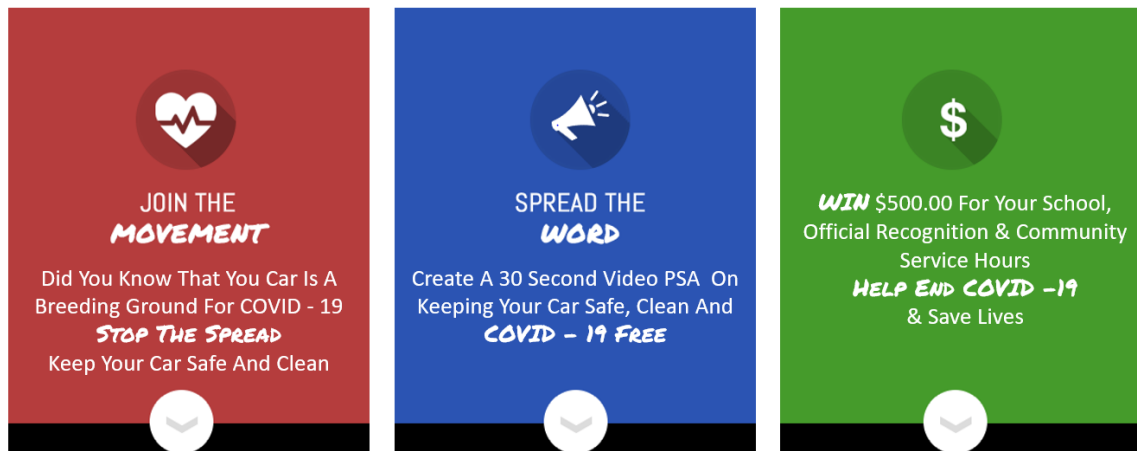 JOIN THE
MOVEMENT
Did You Know That You Car Is A
Breeding Ground For COVID - 19
STOP THE SPREAD
Keep Your Car Safe And Clean
SPREAD THE
WORD
Create A 30 Second Video PSA  On
Keeping Your Car Safe, Clean And
COVID - 19 FREE
$
WIN $500.00 For Your School,
Official Recognition & Community
Service Hours
HELP END COVID -19
& Save Lives